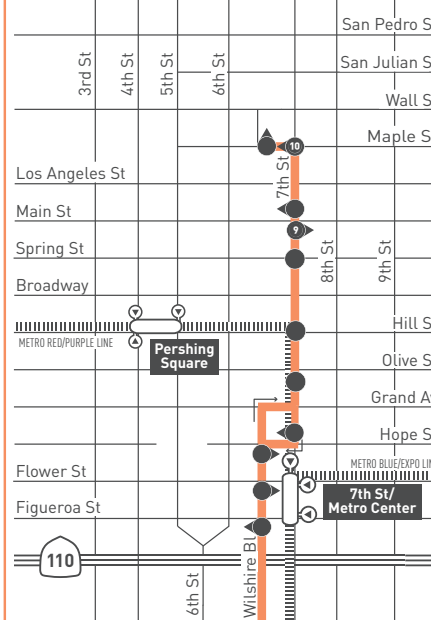 San Pedro S
San Julian S
Wall S
Maple S
3rd St
4th St
5th St
6th St
7th St
10
Los Angeles St
Main St
9
Spring St
8th St
9th St
Broadway
Hill S
METRO RED/PURPLE LINE
Pershing
Square
Olive S
Grand A
Hope S
METRO BLUE/EXPO LIN
Flower St
7th St/
Metro Center
Figueroa St
110
6th St
Wilshire Bl